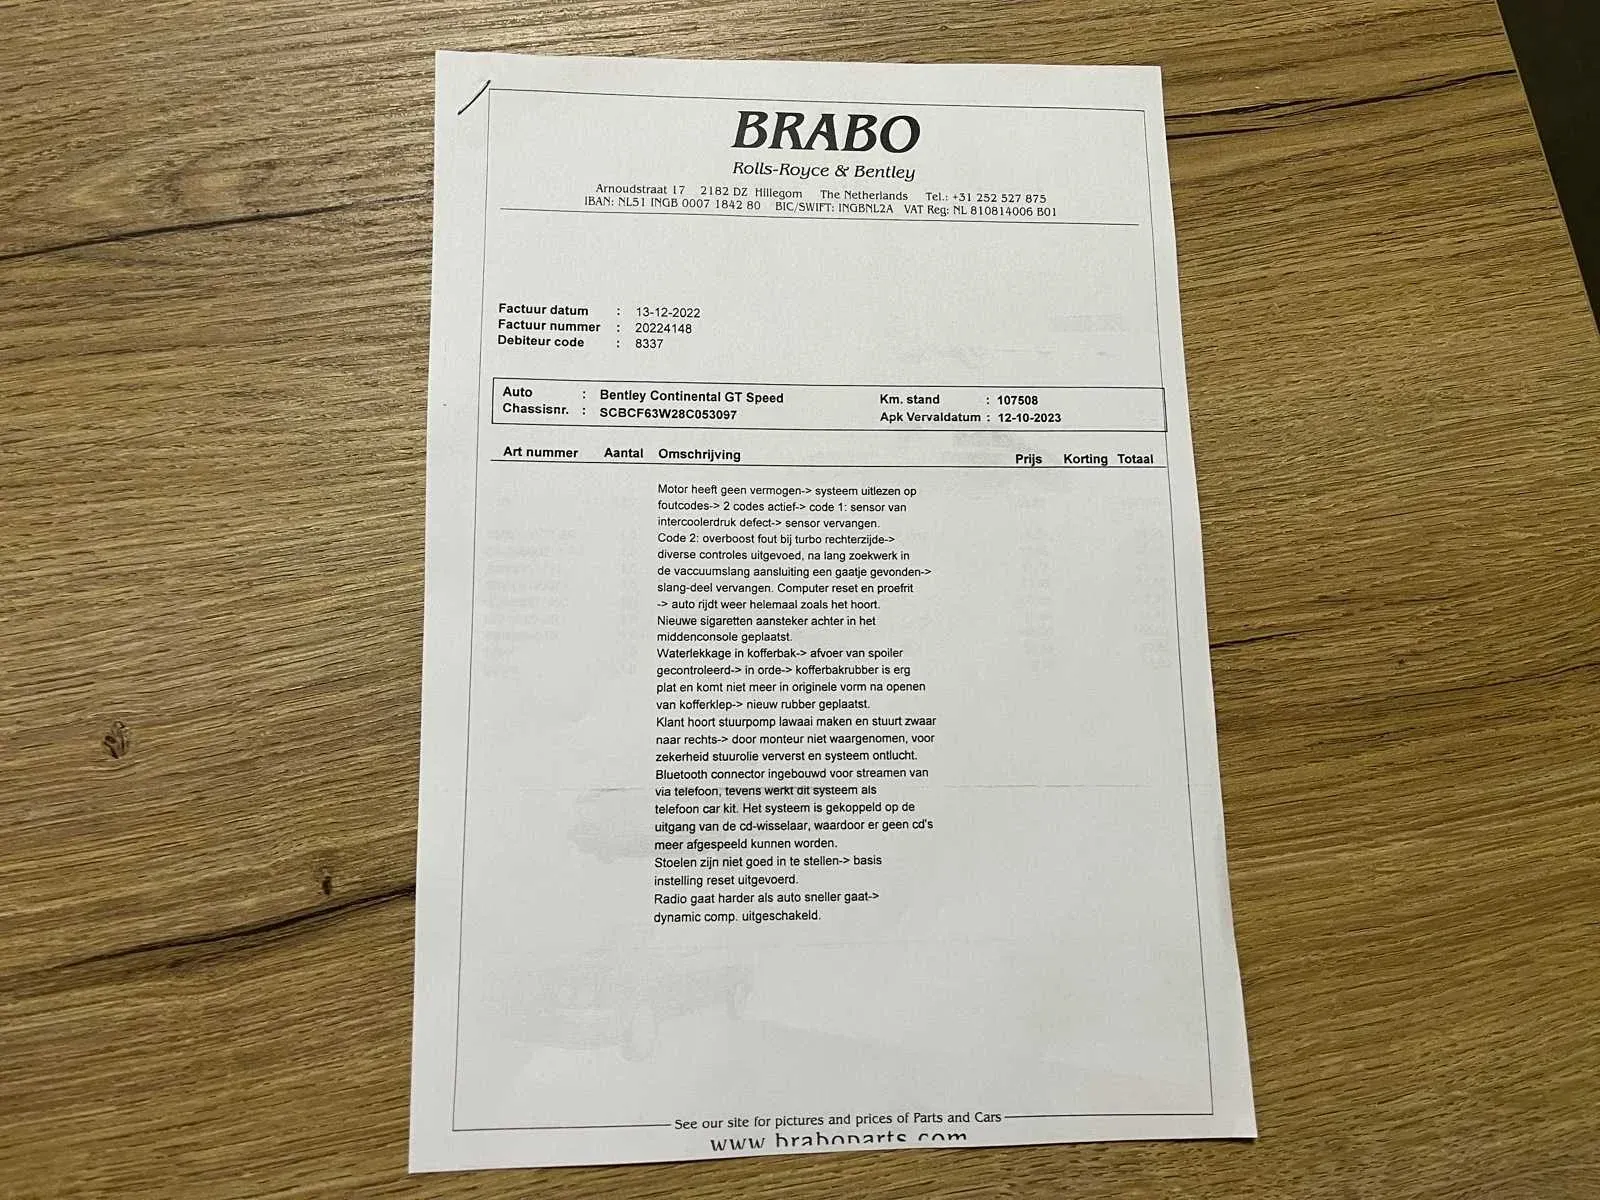 BRABO
Rolls-Royce & Bentley
Arnoudstraat 17 2182 DZ Hillegom The Netherlands Tel.: +31 252 527 875
IBAN: NL51 INGB 0007 1842 80 BIC/SWIFT: INGBNL2A VAT Reg: NL 810814006 B01
Factuur datum : 13-12-2022
Factuur nummer : 20224148
Debiteur code : 8337
Auto : Bentley Continental GT Speed Km. stand : 107508
Chassisnr. : SCBCF63W28C053097 Apk Vervaldatum : 12-10-2023
Art nummer Aantal Omschrijving Prijs Korting Totaal
Motor heeft geen vermogen-> systeem uitlezen op
foutcodes-> 2 codes actief-> code 1: sensor van
intercoolerdruk defect-> sensor vervangen.
Code 2: overboost fout bij turbo rechterzijde->
diverse controles uitgevoed, na lang zoekwerk in
de vaccuumslang aansluiting een gaatje gevonden->
slang-deel vervangen. Computer reset en proefrit
-> auto rijdt weer helemaal zoals het hoort.
Nieuwe sigaretten aansteker achter in het
middenconsole geplaatst.
Waterlekkage in kofferbak-> afvoer van spoiler
gecontroleerd-> in orde-> kofferbakrubber is erg
plat en komt niet meer in originele vorm na openen
van kofferklep-> nieuw rubber geplaatst.
Klant hoort stuurpomp lawaai maken en stuurt zwaar
naar rechts-> door monteur niet waargenomen, voor
zekerheid stuurolie ververst en systeem ontlucht.
Bluetooth connector ingebouwd voor streamen van
via telefoon, tevens werkt dit systeem als
telefoon car kit. Het systeem is gekoppeld op de
uitgang van de cd-wisselaar, waardoor er geen cd's
meer afgespeeld kunnen worden.
Stoelen zijn niet goed in te stellen-> basis
instelling reset uitgevoerd.
Radio gaat harder als auto sneller gaat->
dynamic comp. uitgeschakeld.
See our site for pictures and prices of Parts and Cars
www.braboparts.com